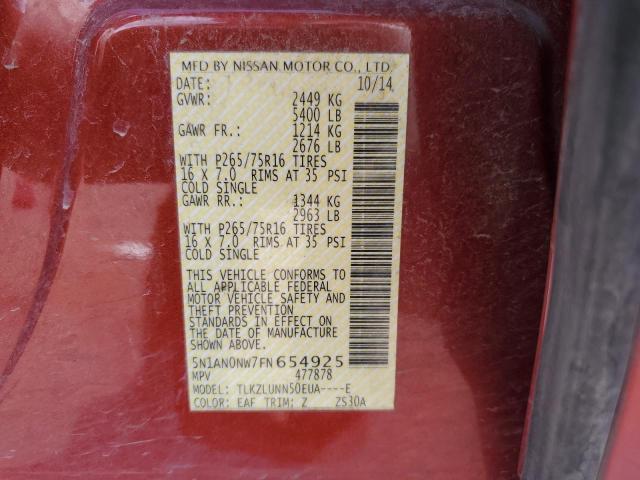 MFD BY NISSAN MOTOR CO., LTD.
DATE: 10/14
GVWR: 2449 KG
5400 LB
GAWR FR.: 1214 KG
2676 LB
WITH P265/75R16 TIRES
16 X 7.0 RIMS AT 35 PSI
COLD SINGLE
GAWR RR.: 1344 KG
2963 LB
WITH P265/75R16 TIRES
16 X 7.0 RIMS AT 35 PSI
COLD SINGLE
THIS VEHICLE CONFORMS TO
ALL APPLICABLE FEDERAL
MOTOR VEHICLE SAFETY AND
THEFT PREVENTION
STANDARDS IN EFFECT ON
THE DATE OF MANUFACTURE
SHOWN ABOVE.
5N1AN0NW7FN654925
MPV 477878
MODEL: TLKZLUNN50EUA----E
COLOR: EAF TRIM: Z ZS30A